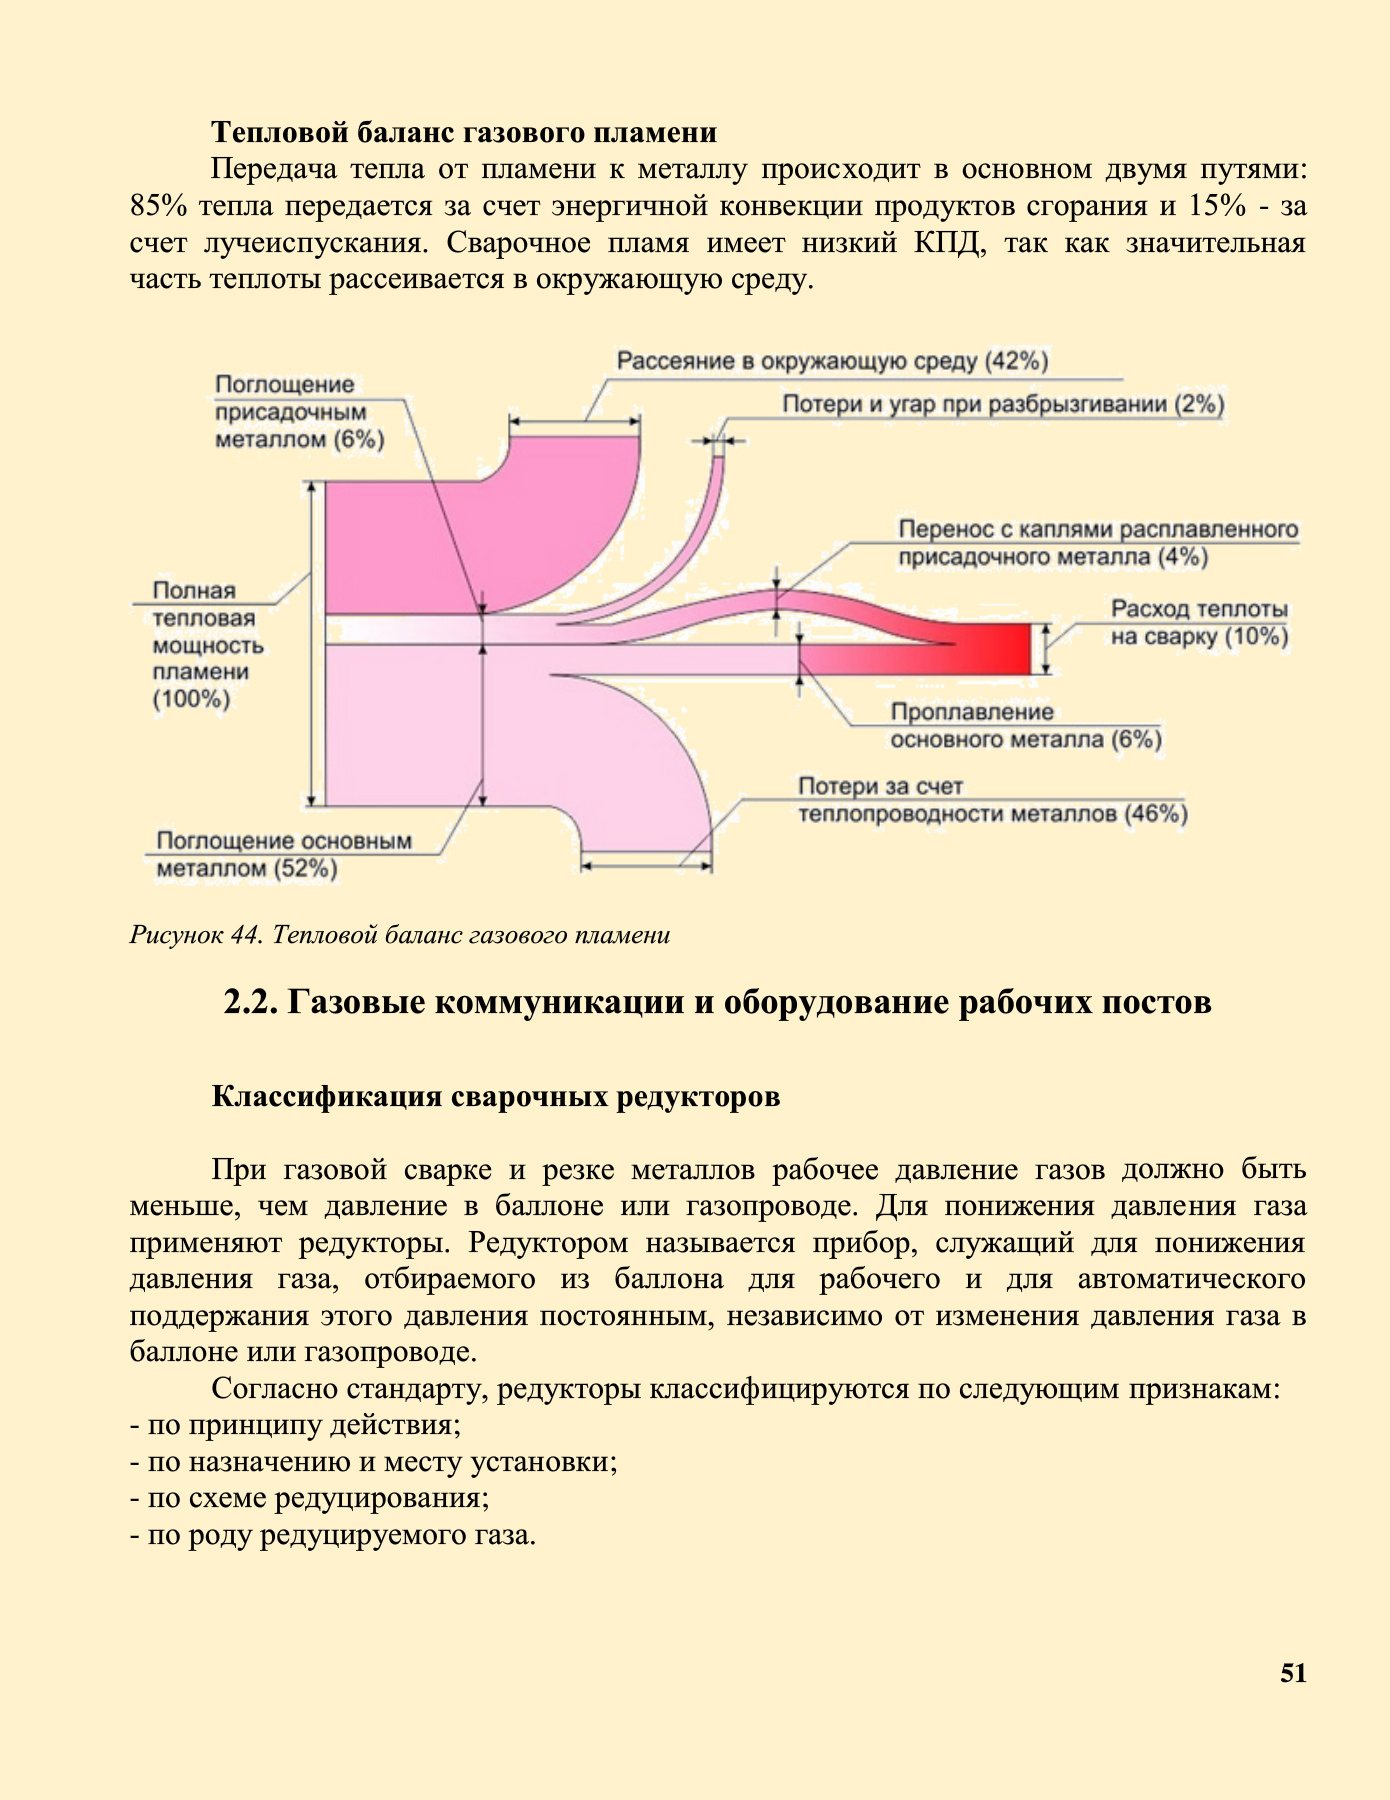 Тепловой баланс газового пламени
Передача тепла от пламени к металлу происходит в основном двумя путями:
85% тепла передается за счет энергичной конвекции продуктов сгорания и 15% - за
счет лучеиспускания. Сварочное пламя имеет низкий КПД, так как значительная
часть теплоты рассеивается в окружающую среду.
Рассеяние в окружающую среду (42%)
Поглощение
присадочным
металлом (6%)
Потери и угар при разбрызгивании (2%)
Перенос с каплями расплавленного
присадочного металла (4%)
Полная
тепловая
мощность
пламени
(100%)
Расход теплоты
на сварку (10%)
Проплавление
основного металла (6%)
Потери за счет
теплопроводности металлов (46%)
Поглощение основным
металлом (52%)
Рисунок 44. Тепловой баланс газового пламени
2.2. Газовые коммуникации и оборудование рабочих постов
Классификация сварочных редукторов
При газовой сварке и резке металлов рабочее давление газов должно быть
меньше, чем давление в баллоне или газопроводе. Для понижения давления газа
применяют редукторы. Редуктором называется прибор, служащий для понижения
давления газа, отбираемого из баллона для рабочего и для автоматического
поддержания этого давления постоянным, независимо от изменения давления газа в
баллоне или газопроводе.
Согласно стандарту, редукторы классифицируются по следующим признакам:
- по принципу действия;
- по назначению и месту установки;
- по схеме редуцирования;
- по роду редуцируемого газа.
51